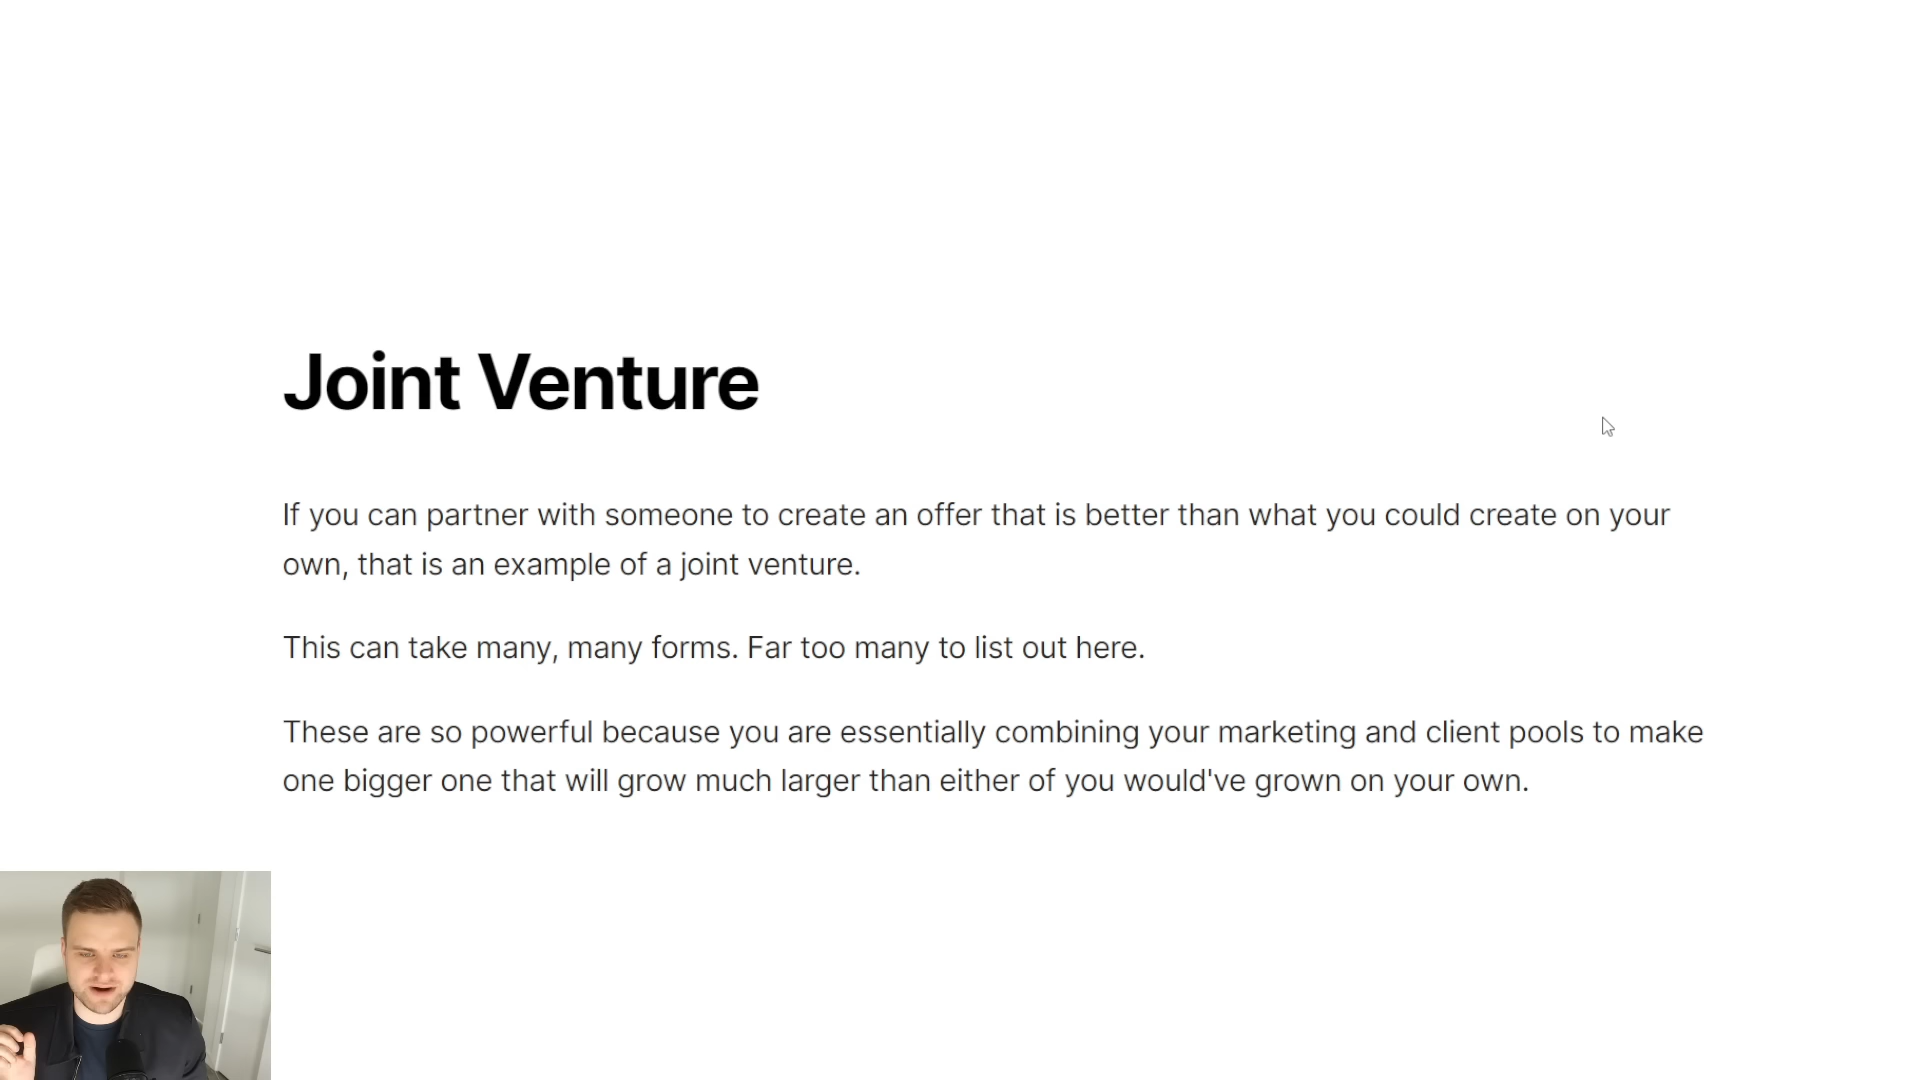 Joint Venture
If you can partner with someone to create an offer that is better than what you could create on your
own, that is an example of a joint venture.
This can take many, many forms. Far too many to list out here.
These are so powerful because you are essentially combining your marketing and client pools to make
one bigger one that will grow much larger than either of you would've grown on your own.